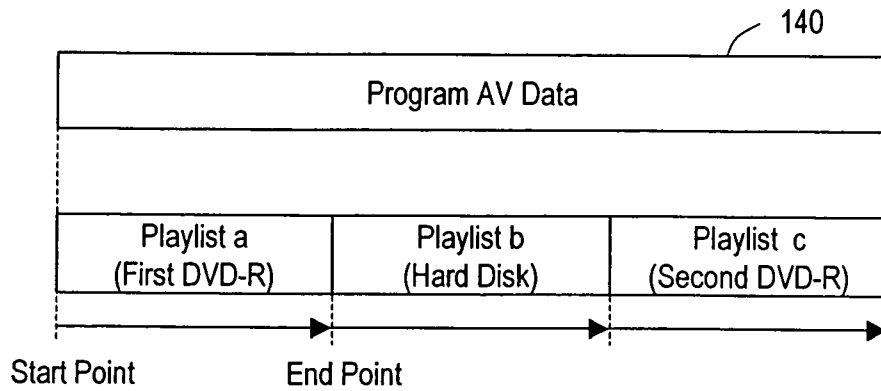 140
Program AV Data
Playlist a
(First DVD-R)
Playlist b
(Hard Disk)
Playlist c
(Second DVD-R)
Start Point
End Point